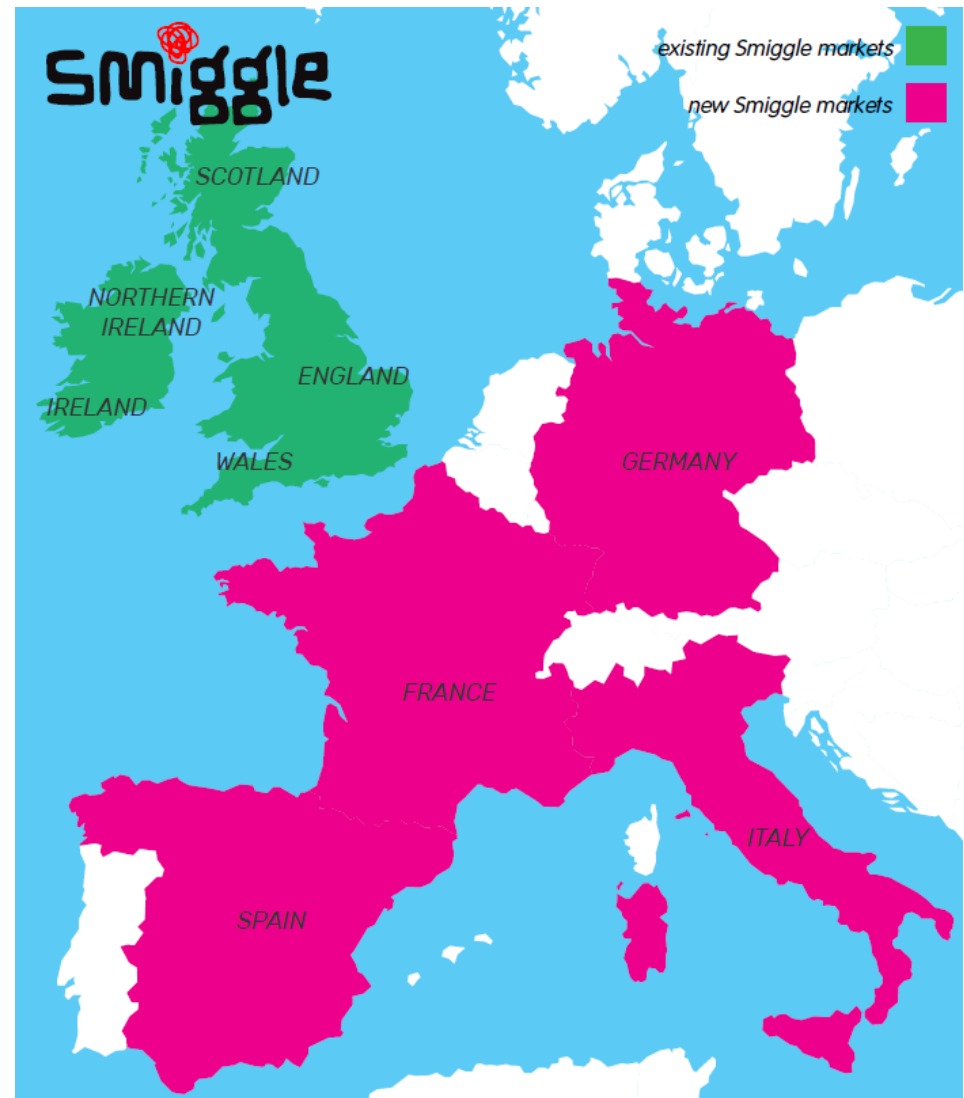 smiggle
existing Smiggle markets
new Smiggle markets
SCOTLAND
NORTHERN
IRELAND
ENGLAND
IRELAND
WALES
GERMANY
FRANCE
ITALY
SPAIN